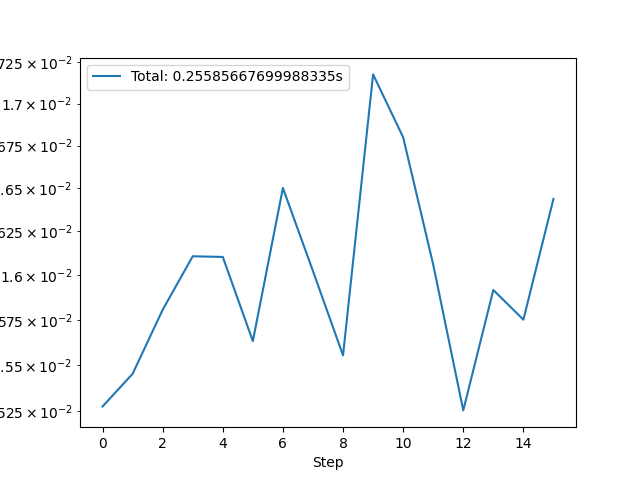 725 × 10⁻²
Total: 0.25585667699988335s
1.7 × 10⁻²
675 × 10⁻²
.65 × 10⁻²
625 × 10⁻²
1.6 × 10⁻²
575 × 10⁻²
.55 × 10⁻²
525 × 10⁻²
0 2 4 6 8 10 12 14
Step